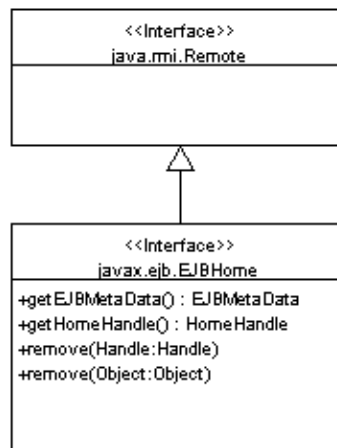 <<Interface>>
java.rmi.Remote
<<Interface>>
javax.ejb.EJBHome
+getEJBMetaData() : EJBMetaData
+getHomeHandle() : HomeHandle
+remove(Handle:Handle)
+remove(Object:Object)